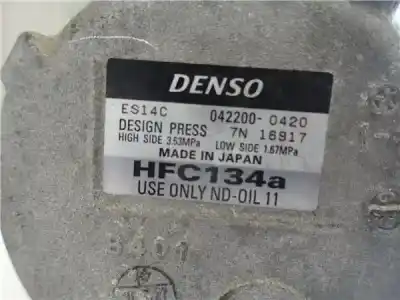 DENSO
ES14C 042200-0420
DESIGN PRESS 7N 16917
HIGH SIDE 3.53MPa LOW SIDE 1.67MPa
MADE IN JAPAN
HFC134a
USE ONLY ND-OIL 11